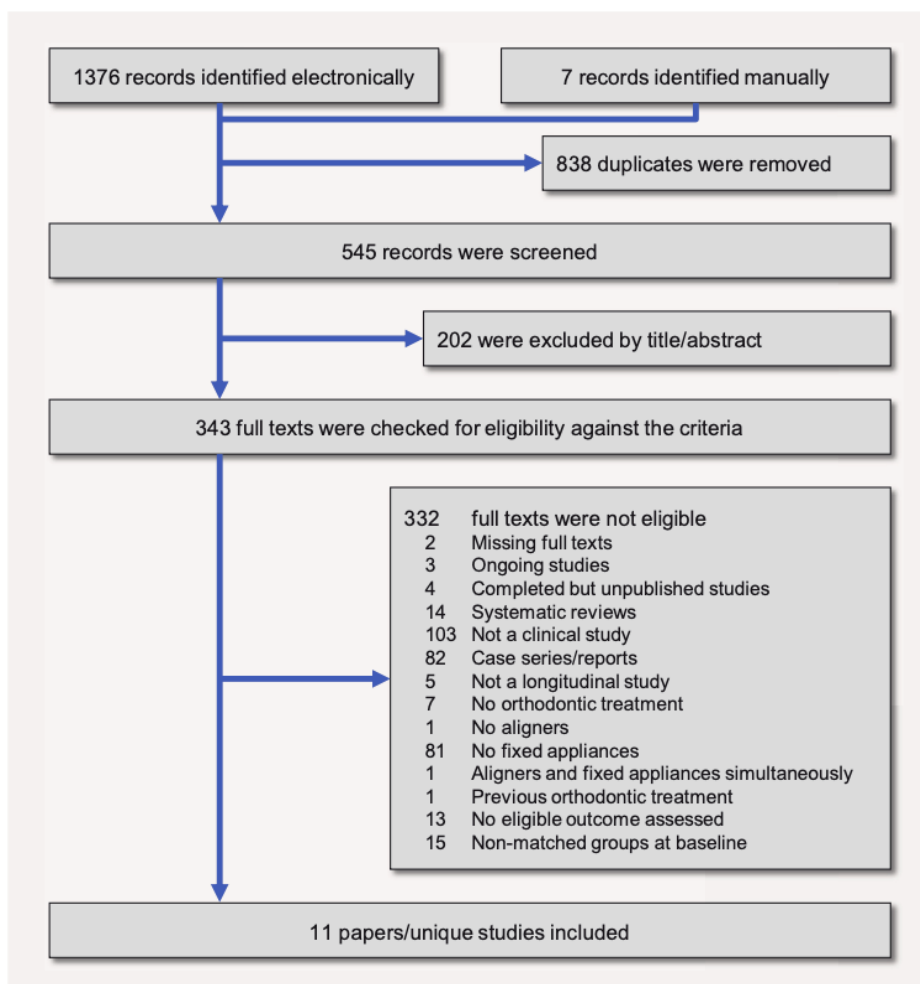 1376 records identified electronically
7 records identified manually
838 duplicates were removed
545 records were screened
202 were excluded by title/abstract
343 full texts were checked for eligibility against the criteria
332 full texts were not eligible
2 Missing full texts
3 Ongoing studies
4 Completed but unpublished studies
14 Systematic reviews
103 Not a clinical study
82 Case series/reports
5 Not a longitudinal study
7 No orthodontic treatment
1 No aligners
81 No fixed appliances
1 Aligners and fixed appliances simultaneously
1 Previous orthodontic treatment
13 No eligible outcome assessed
15 Non-matched groups at baseline
11 papers/unique studies included